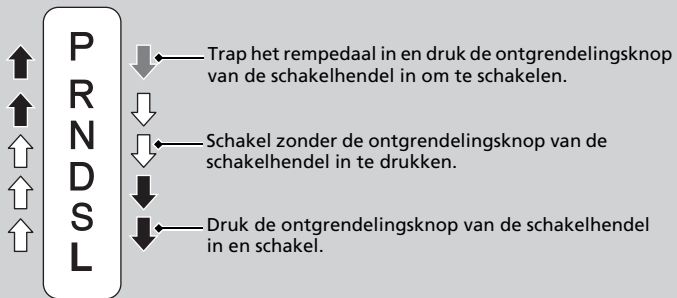 P
R
N
D
S
L
Trap het rempedaal in en druk de ontgrendelingsknop
van de schakelhendel in om te schakelen.
Schakel zonder de ontgrendelingsknop van de
schakelhendel in te drukken.
Druk de ontgrendelingsknop van de schakelhendel
in en schakel.